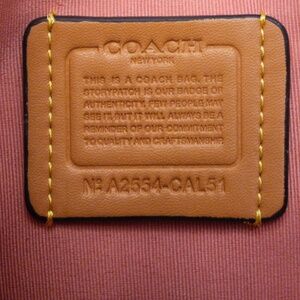 COACH
NEW YORK
THIS IS A COACH BAG. THE
STORYPATCH IS OUR BADGE OF
AUTHENTICITY. FEW PEOPLE MAY
SEE IT, BUT IT WILL ALWAYS BE A
REMINDER OF OUR COMMITMENT
TO QUALITY AND CRAFTSMANSHIP.
Nº A2554-CAL51